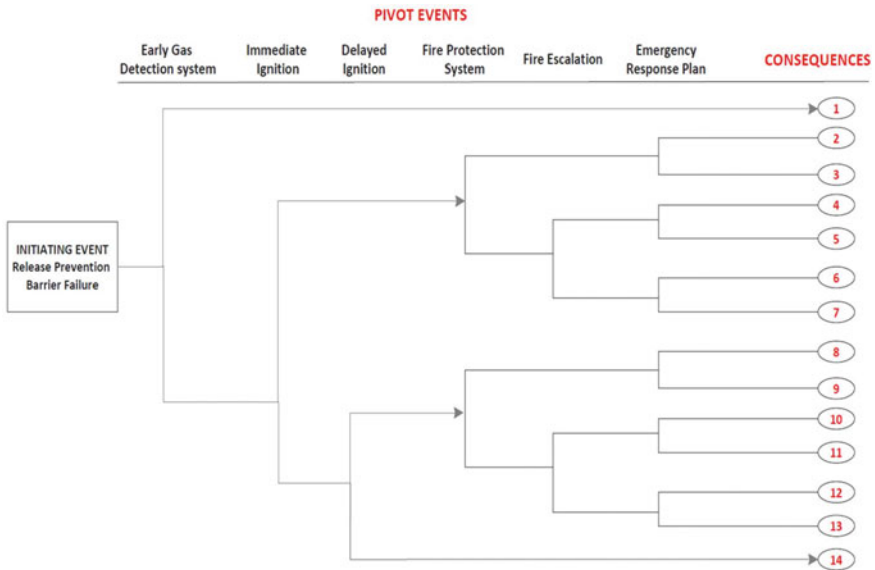 PIVOT EVENTS
Early Gas
Detection system
Immediate
Ignition
Delayed
Ignition
Fire Protection
System
Fire Escalation
Emergency
Response Plan
CONSEQUENCES
INITIATING EVENT
Release Prevention
Barrier Failure
1
2
3
4
5
6
7
8
9
10
11
12
13
14